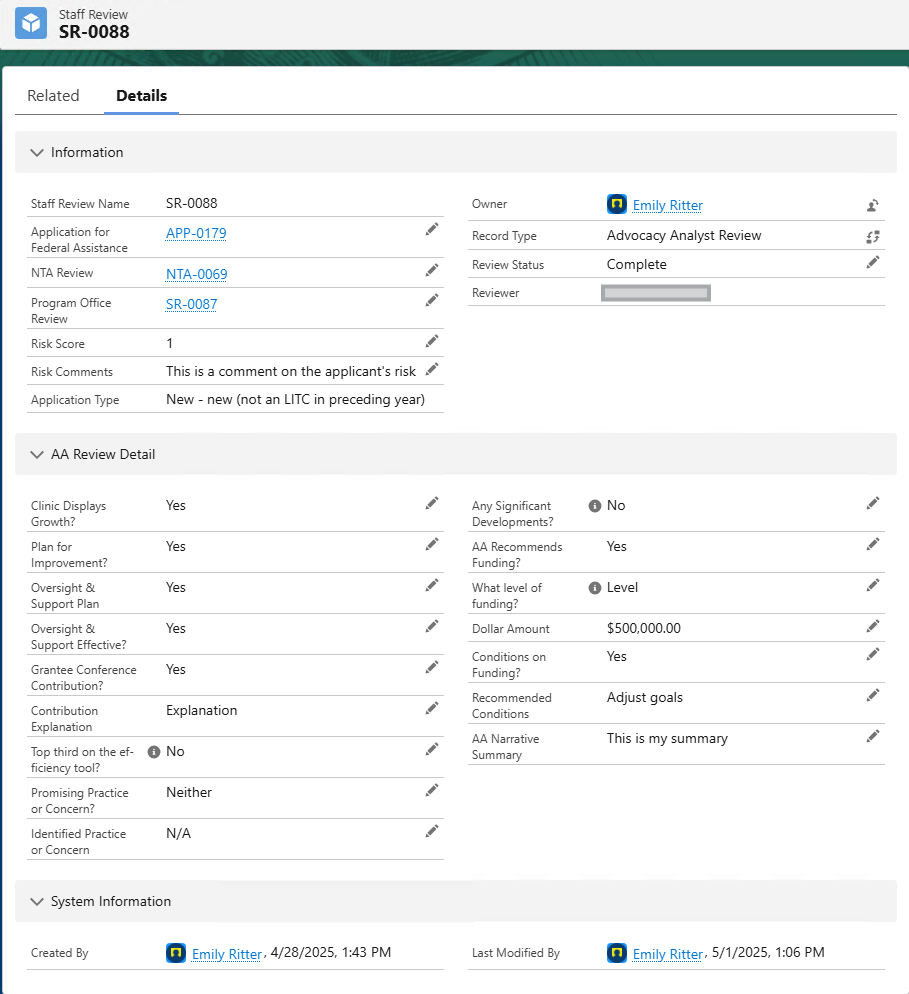 Staff Review
SR-0088
Related
Details
Information
Staff Review Name
SR-0088
Application for
Federal Assistance
APP-0179
NTA Review
NTA-0069
Program Office
Review
SR-0087
Risk Score
1
Risk Comments
This is a comment on the applicant's risk
Application Type
New - new (not an LITC in preceding year)
Owner
Emily Ritter
Record Type
Advocacy Analyst Review
Review Status
Complete
Reviewer
AA Review Detail
Clinic Displays
Growth?
Yes
Plan for
Improvement?
Yes
Oversight &
Support Plan
Yes
Oversight &
Support Effective?
Yes
Grantee Conference
Contribution?
Yes
Contribution
Explanation
Explanation
Top third on the ef-
ficiency tool?
No
Promising Practice
or Concern?
Neither
Identified Practice
or Concern
N/A
Any Significant
Developments?
No
AA Recommends
Funding?
Yes
What level of
funding?
Level
Dollar Amount
$500,000.00
Conditions on
Funding?
Yes
Recommended
Conditions
Adjust goals
AA Narrative
Summary
This is my summary
System Information
Created By
Emily Ritter, 4/28/2025, 1:43 PM
Last Modified By
Emily Ritter, 5/1/2025, 1:06 PM